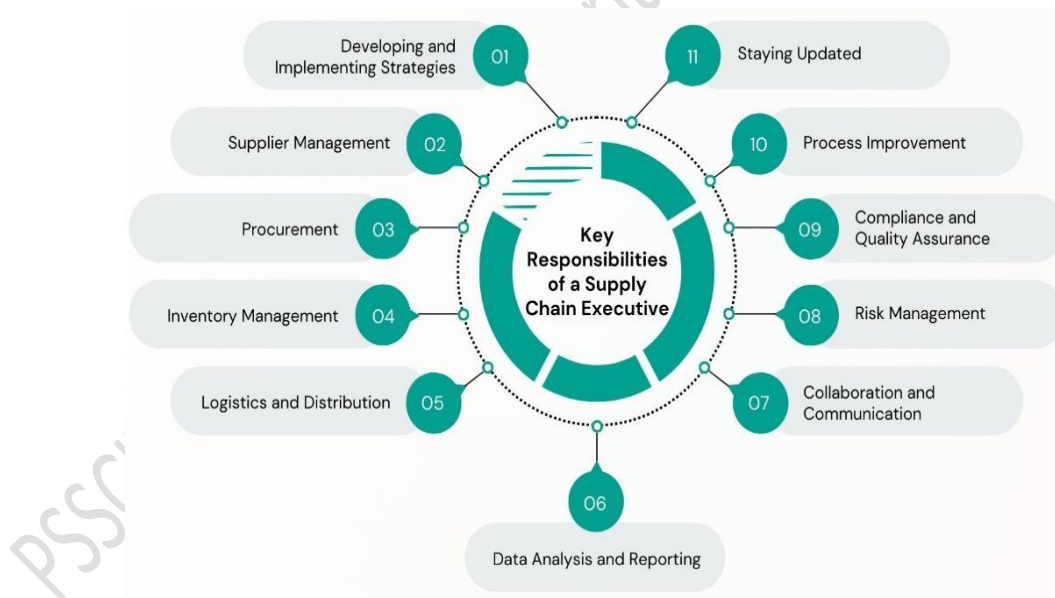 01
Developing and
Implementing Strategies
02
Supplier Management
03
Procurement
04
Inventory Management
05
Logistics and Distribution
06
Data Analysis and Reporting
07
Collaboration and
Communication
08
Risk Management
09
Compliance and
Quality Assurance
10
Process Improvement
11
Staying Updated
Key
Responsibilities
of a Supply
Chain Executive